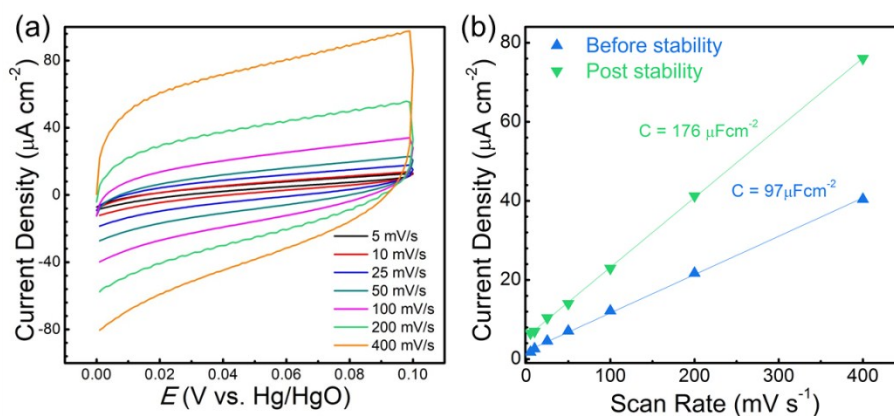 (a)
Current Density (μA cm-2)
80
40
0
-40
-80
5 mV/s
10 mV/s
25 mV/s
50 mV/s
100 mV/s
200 mV/s
400 mV/s
0.00
0.02
0.04
0.06
0.08
0.10
E (V vs. Hg/HgO)
(b)
Current Density (μA cm-2)
80
60
40
20
0
Before stability
Post stability
C = 176 μFcm-2
C = 97μFcm-2
0
100
200
300
400
Scan Rate (mV s-1)